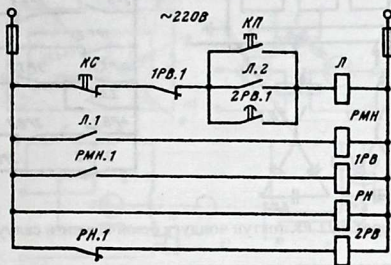 ~220В
КП
КС
1РВ.1
Л.2
Л
2РВ.1
РМН
Л.1
1РВ
РМН.1
РН
РН.1
2РВ